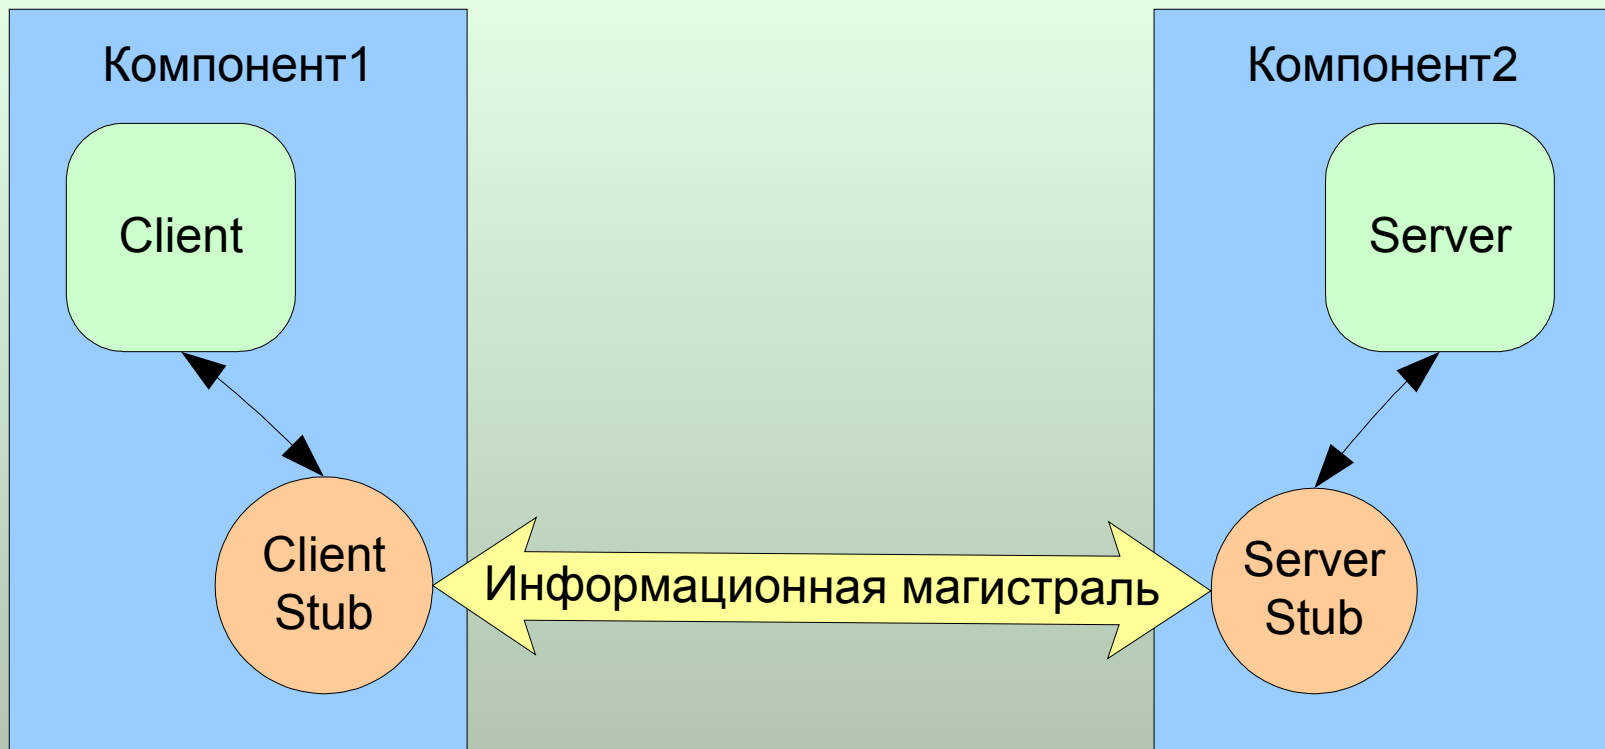 Компонент1
Компонент2
Client
Server
Client
Stub
Информационная магистраль
Server
Stub